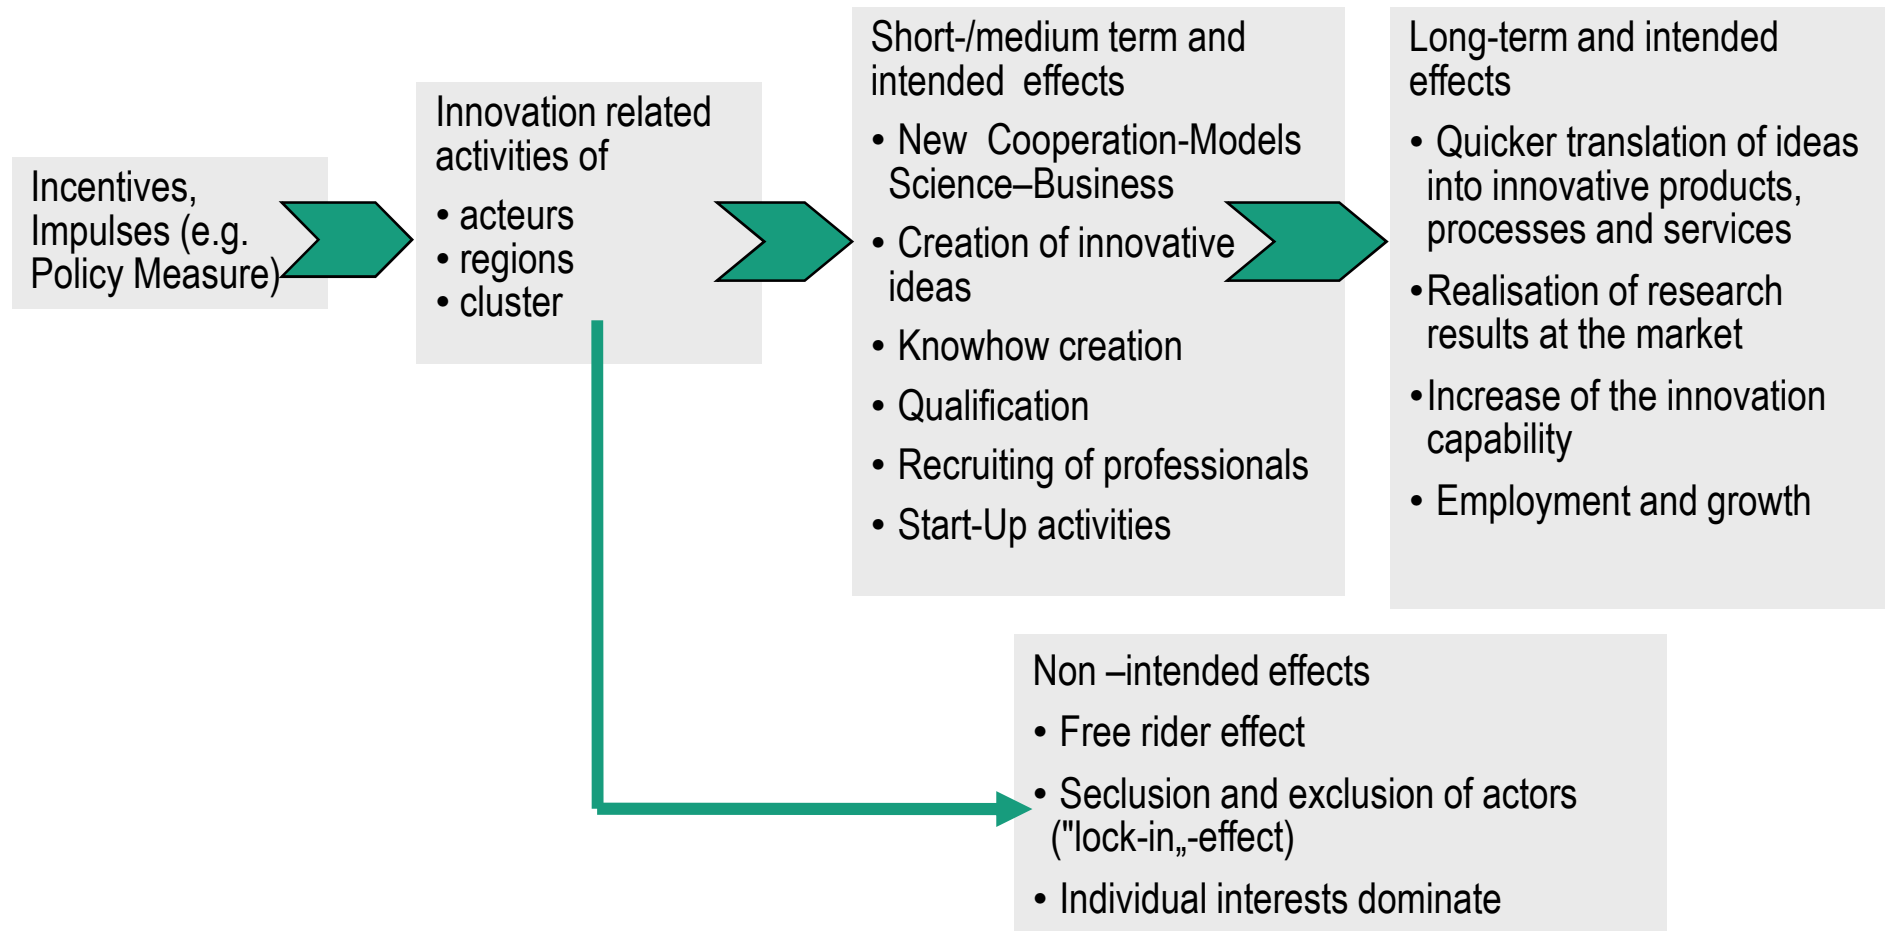 Incentives,
Impulses (e.g.
Policy Measure)
Innovation related
activities of
• acteurs
• regions
• cluster
Short-/medium term and
intended effects
• New Cooperation-Models
Science–Business
• Creation of innovative
ideas
• Knowhow creation
• Qualification
• Recruiting of professionals
• Start-Up activities
Long-term and intended
effects
• Quicker translation of ideas
into innovative products,
processes and services
•Realisation of research
results at the market
•Increase of the innovation
capability
• Employment and growth
Non –intended effects
• Free rider effect
• Seclusion and exclusion of actors
("lock-in„-effect)
• Individual interests dominate